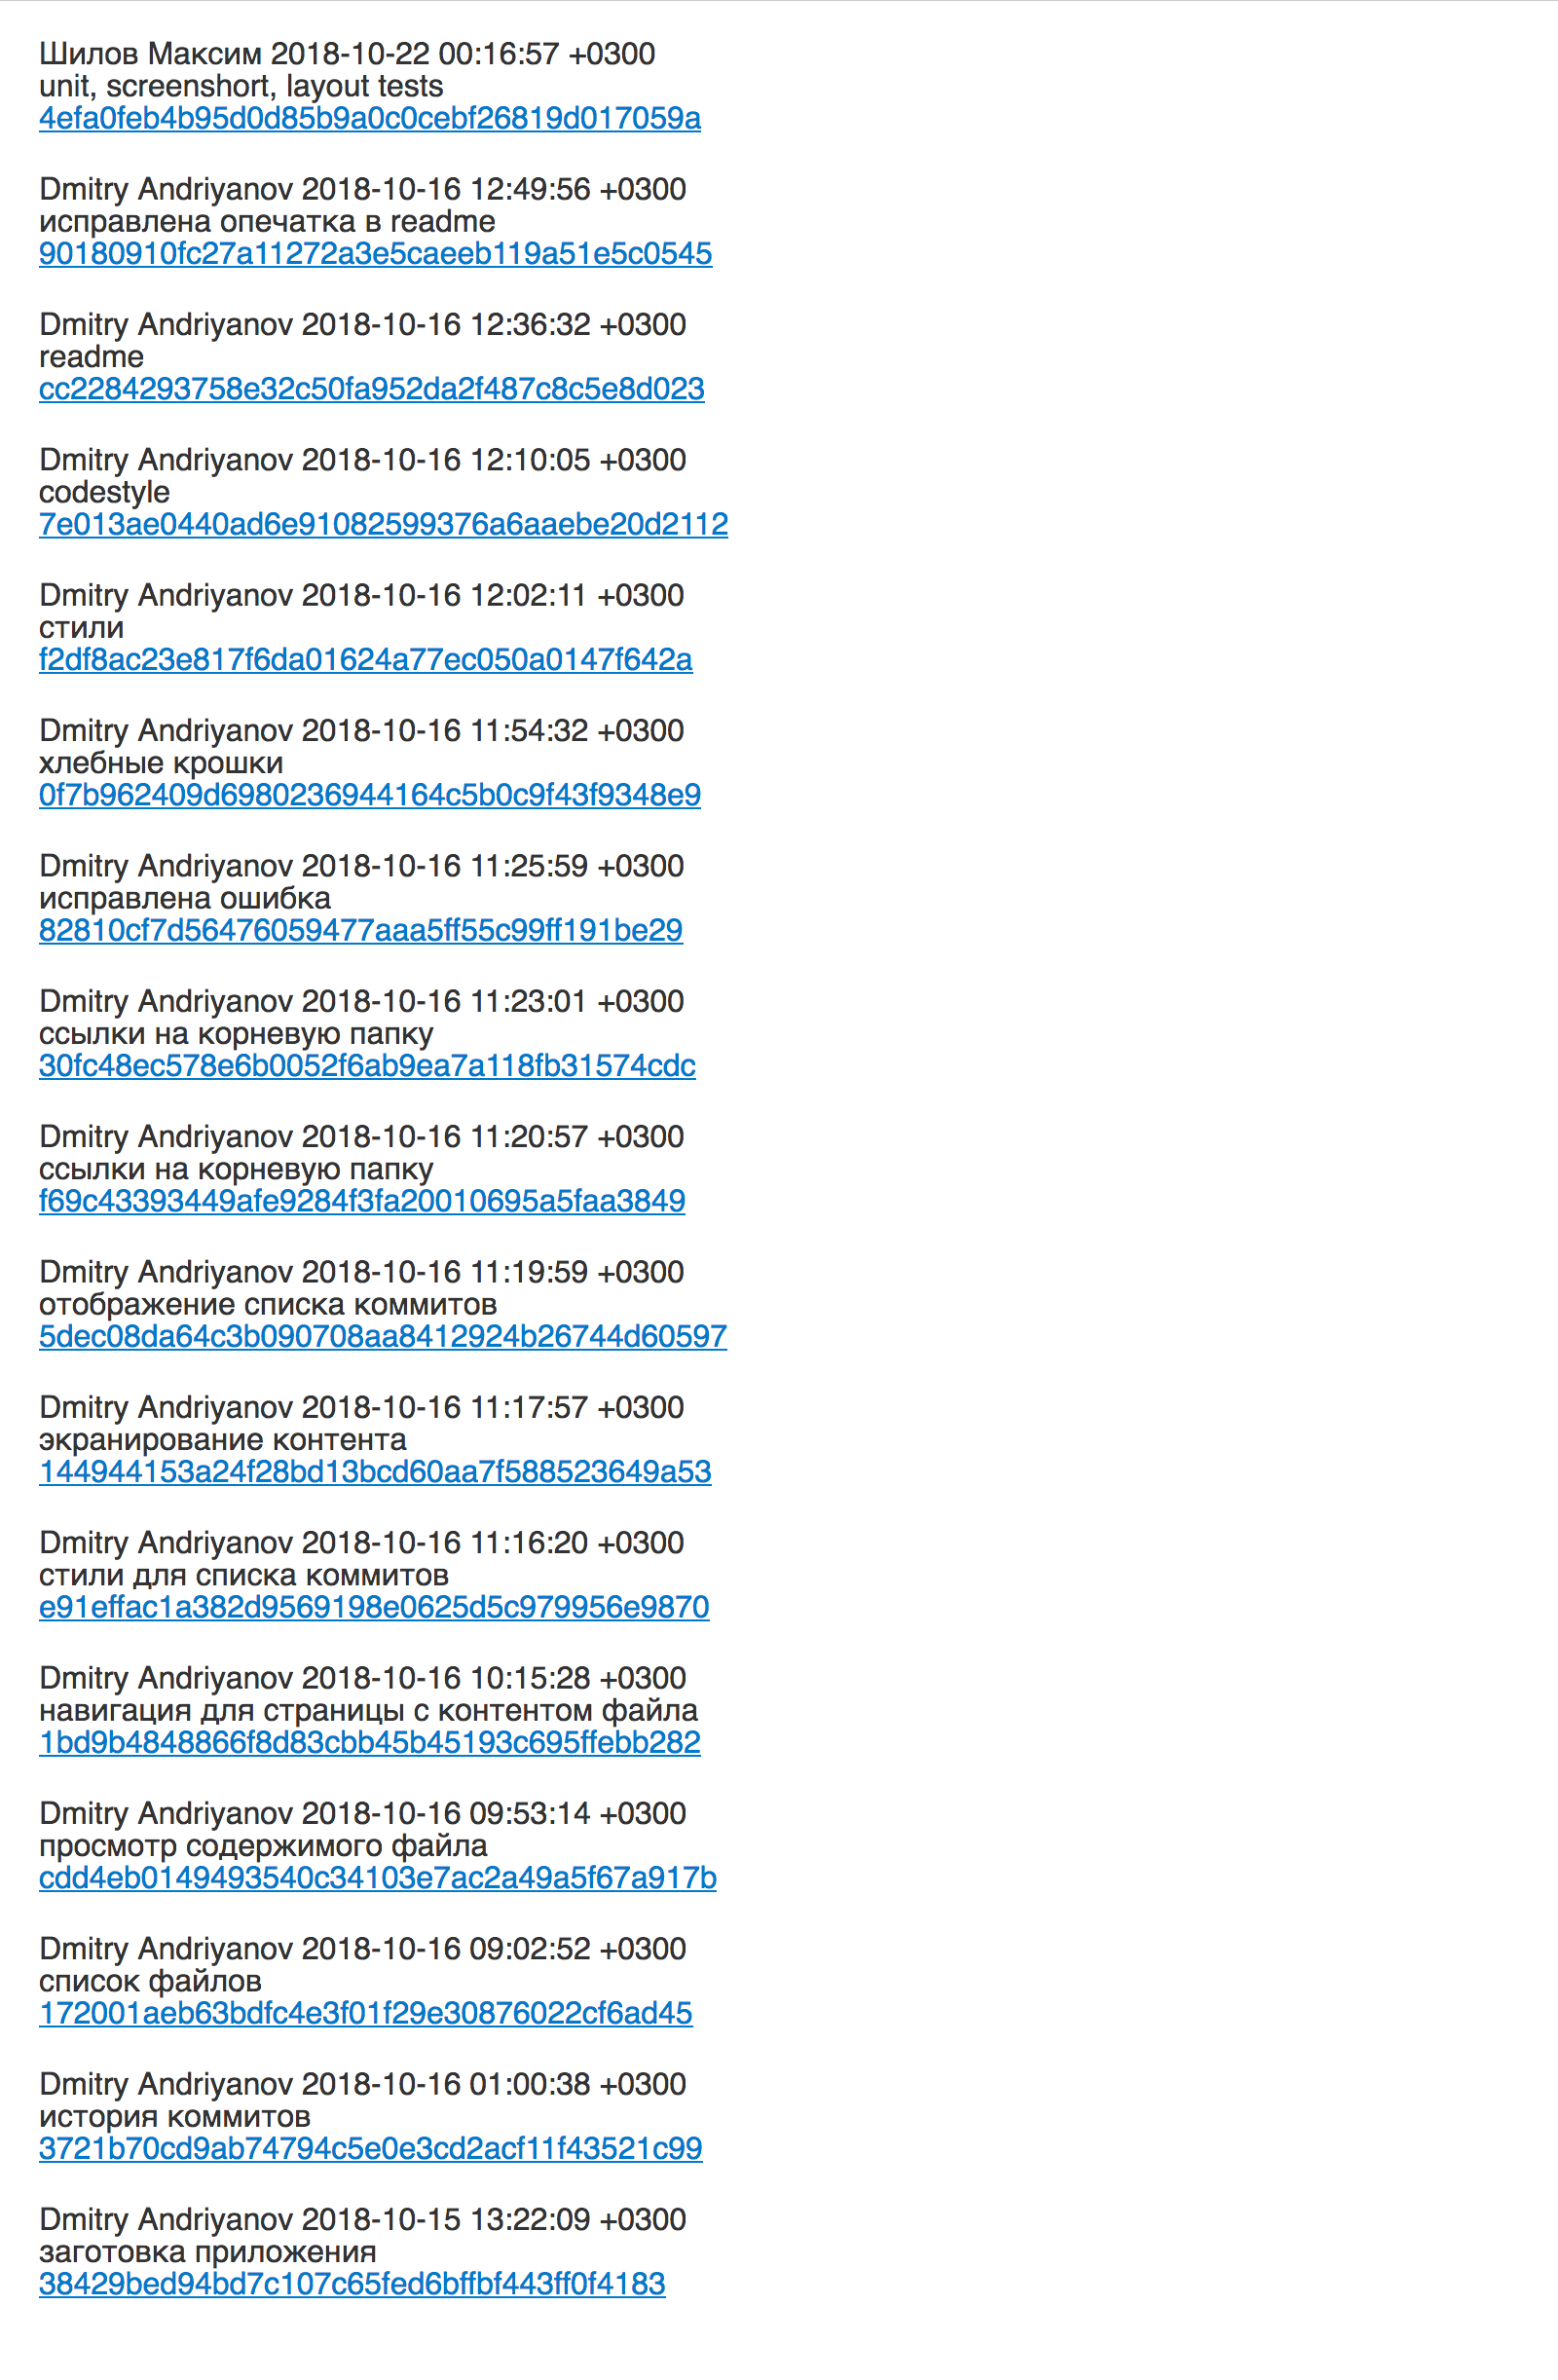 Шилов Максим 2018-10-22 00:16:57 +0300
unit, screenshort, layout tests
4efa0feb4b95d0d85b9a0c0cebf26819d017059a
Dmitry Andriyanov 2018-10-16 12:49:56 +0300
исправлена опечатка в readme
90180910fc27a11272a3e5caeeb119a51e5c0545
Dmitry Andriyanov 2018-10-16 12:36:32 +0300
readme
cc2284293758e32c50fa952da2f487c8c5e8d023
Dmitry Andriyanov 2018-10-16 12:10:05 +0300
codestyle
7e013ae0440ad6e91082599376a6aaebe20d2112
Dmitry Andriyanov 2018-10-16 12:02:11 +0300
стили
f2df8ac23e817f6da01624a77ec050a0147f642a
Dmitry Andriyanov 2018-10-16 11:54:32 +0300
хлебные крошки
0f7b962409d6980236944164c5b0c9f43f9348e9
Dmitry Andriyanov 2018-10-16 11:25:59 +0300
исправлена ошибка
82810cf7d56476059477aaa5ff55c99ff191be29
Dmitry Andriyanov 2018-10-16 11:23:01 +0300
ссылки на корневую папку
30fc48ec578e6b0052f6ab9ea7a118fb31574cdc
Dmitry Andriyanov 2018-10-16 11:20:57 +0300
ссылки на корневую папку
f69c43393449afe9284f3fa20010695a5faa3849
Dmitry Andriyanov 2018-10-16 11:19:59 +0300
отображение списка коммитов
5dec08da64c3b090708aa8412924b26744d60597
Dmitry Andriyanov 2018-10-16 11:17:57 +0300
экранирование контента
144944153a24f28bd13bcd60aa7f588523649a53
Dmitry Andriyanov 2018-10-16 11:16:20 +0300
стили для списка коммитов
e91effac1a382d9569198e0625d5c979956e9870
Dmitry Andriyanov 2018-10-16 10:15:28 +0300
навигация для страницы с контентом файла
1bd9b4848866f8d83cbb45b45193c695ffebb282
Dmitry Andriyanov 2018-10-16 09:53:14 +0300
просмотр содержимого файла
cdd4eb0149493540c34103e7ac2a49a5f67a917b
Dmitry Andriyanov 2018-10-16 09:02:52 +0300
список файлов
172001aeb63bdfc4e3f01f29e30876022cf6ad45
Dmitry Andriyanov 2018-10-16 01:00:38 +0300
история коммитов
3721b70cd9ab74794c5e0e3cd2acf11f43521c99
Dmitry Andriyanov 2018-10-15 13:22:09 +0300
заготовка приложения
38429bed94bd7c107c65fed6bffbf443ff0f4183